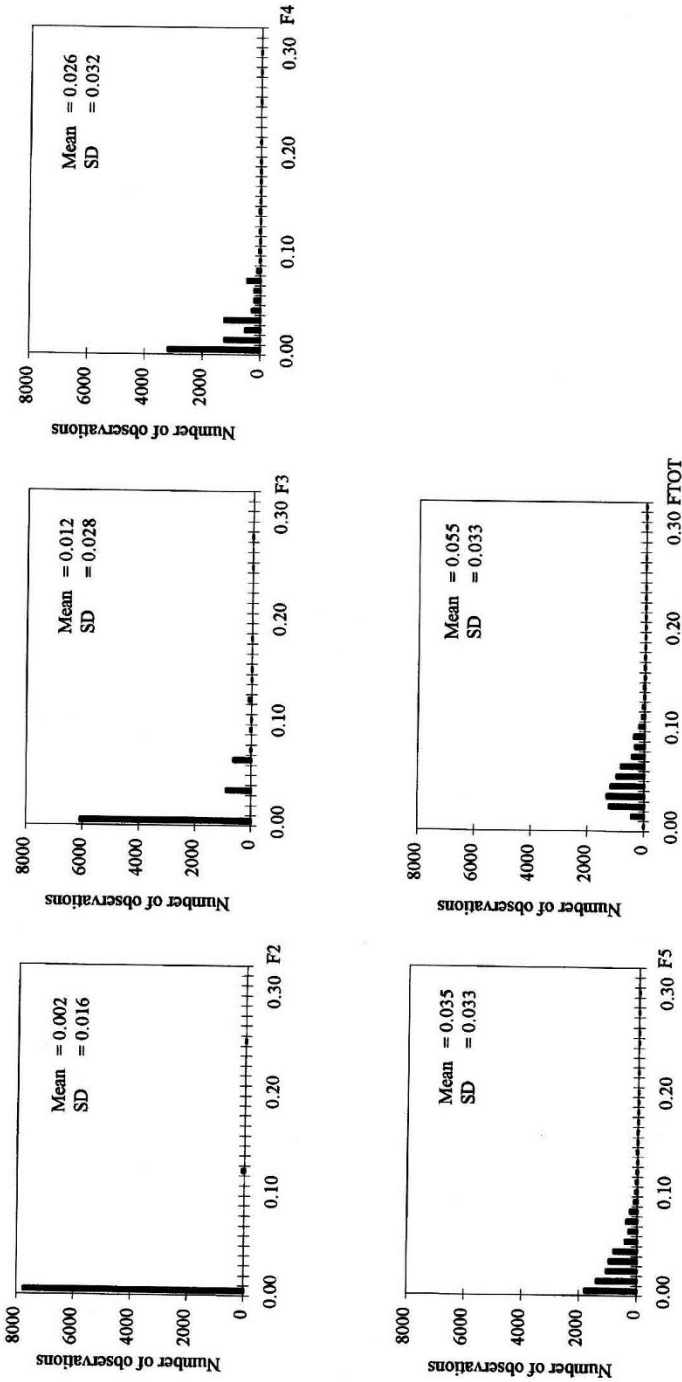 8000
6000
4000
2000
0
Number of observations
Mean = 0.002
SD = 0.016
0.00 0.10 0.20 0.30 F2
8000
6000
4000
2000
0
Number of observations
Mean = 0.012
SD = 0.028
0.00 0.10 0.20 0.30 F3
8000
6000
4000
2000
0
Number of observations
Mean = 0.026
SD = 0.032
0.00 0.10 0.20 0.30 F4
8000
6000
4000
2000
0
Number of observations
Mean = 0.035
SD = 0.033
0.00 0.10 0.20 0.30 F5
8000
6000
4000
2000
0
Number of observations
Mean = 0.055
SD = 0.033
0.00 0.10 0.20 0.30 FTOT